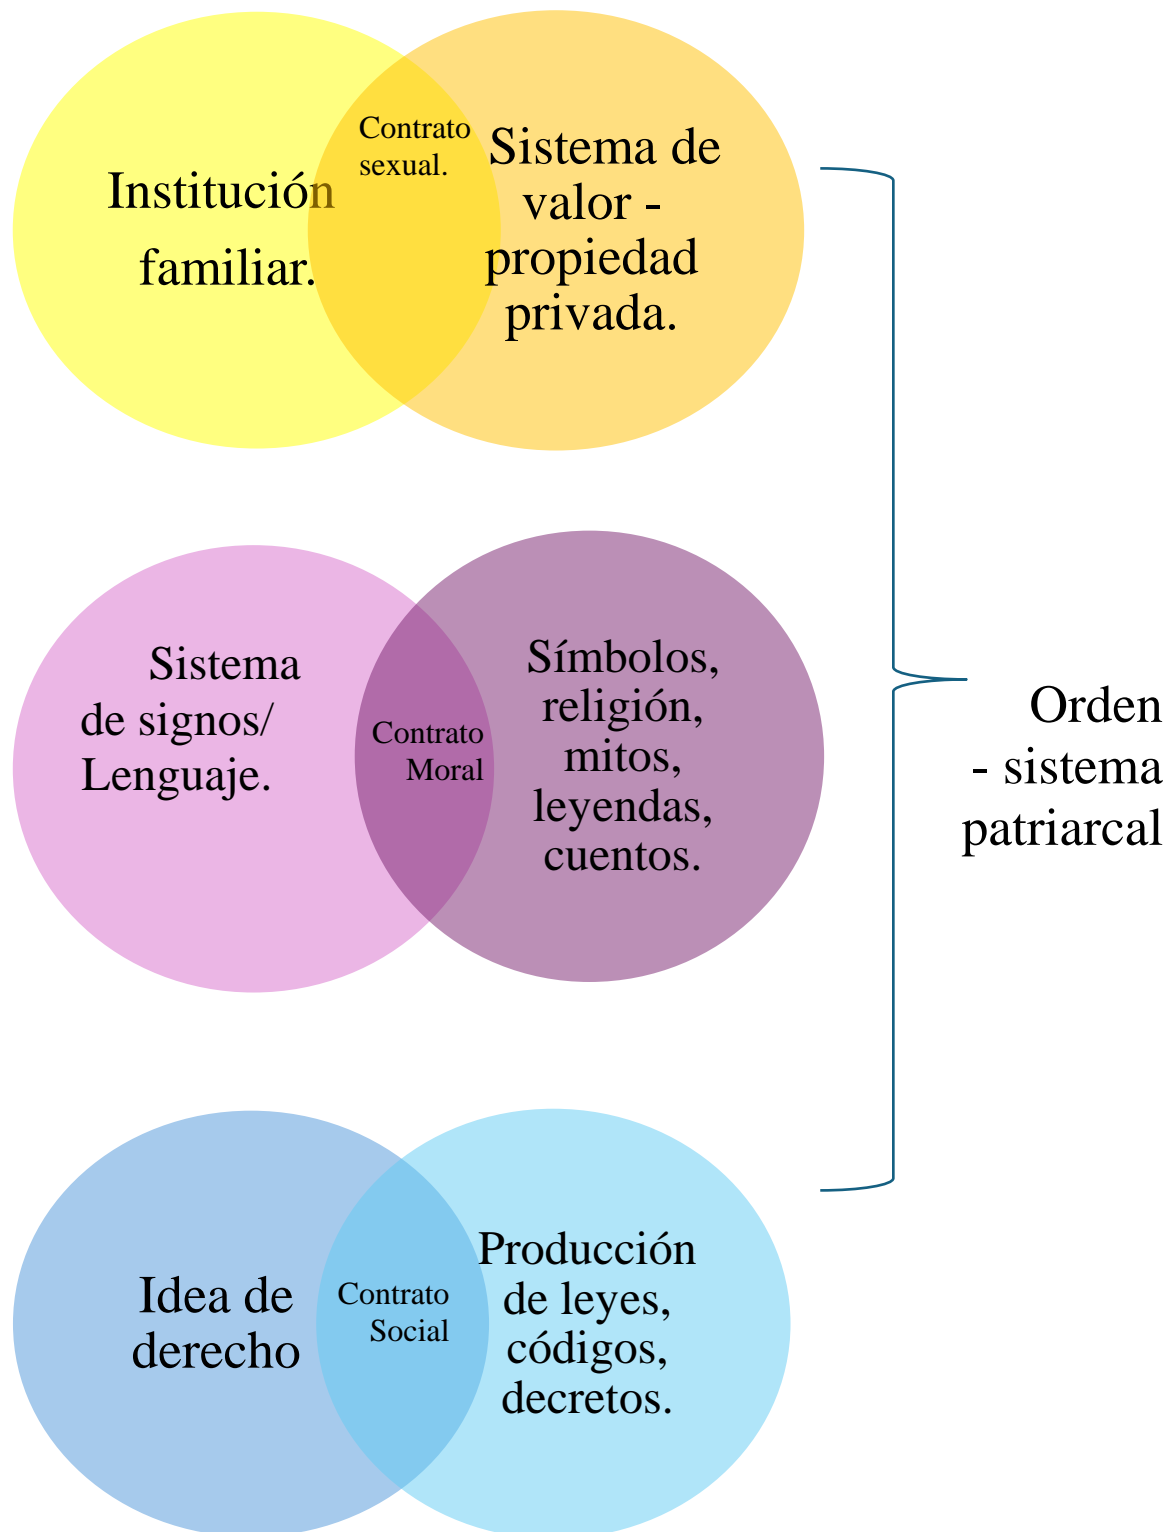 Contrato
sexual.
Institución
familiar.
Sistema de
valor -
propiedad
privada.
Sistema
de signos/
Lenguaje.
Contrato
Moral
Símbolos,
religión,
mitos,
leyendas,
cuentos.
Orden
- sistema
patriarcal
Idea de
derecho
Contrato
Social
Producción
de leyes,
códigos,
decretos.